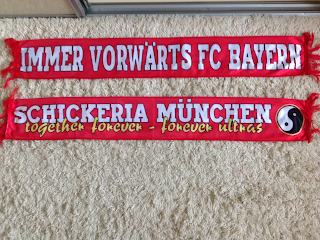 IMMER VORWÄRTS FC BAYERN
SCHICKERIA MÜNCHEN
together forever - forever ultras